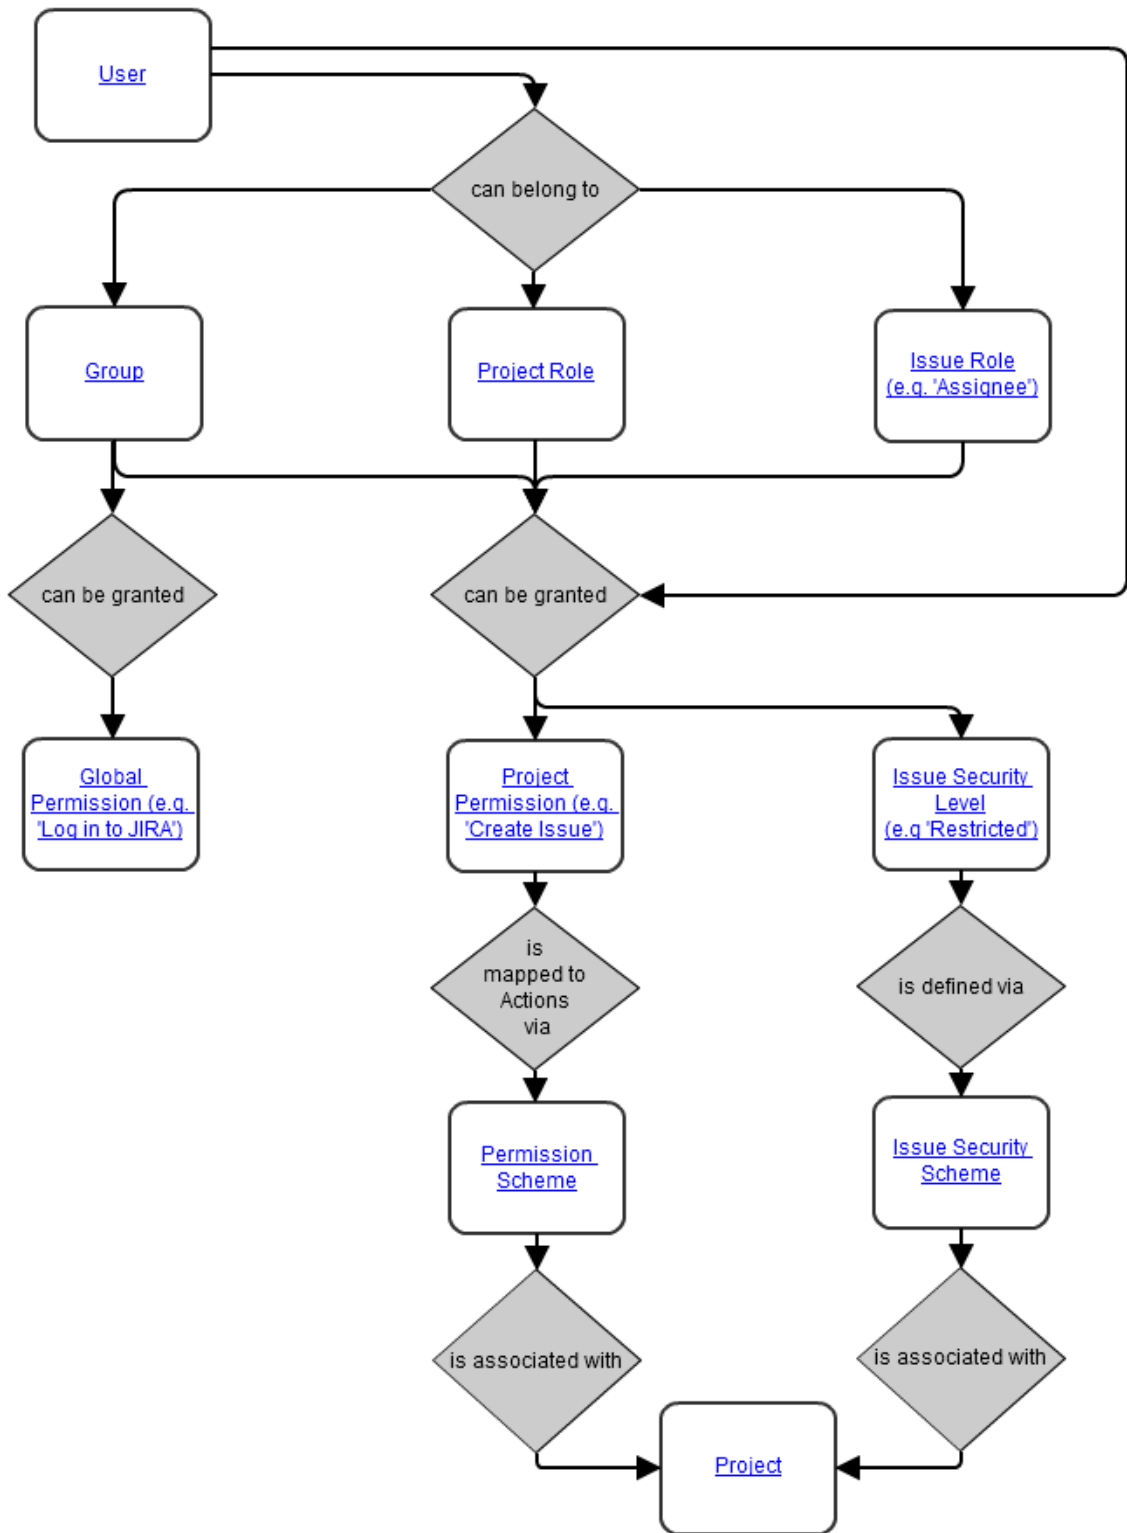 User
can belong to
Group
Project Role
Issue Role
(e.g. 'Assignee')
can be granted
can be granted
Global
Permission (e.g.
'Log in to JIRA')
Project
Permission (e.g.
'Create Issue')
Issue Security
Level
(e.g 'Restricted')
is
mapped to
Actions
via
is defined via
Permission
Scheme
Issue Security
Scheme
is associated with
is associated with
Project